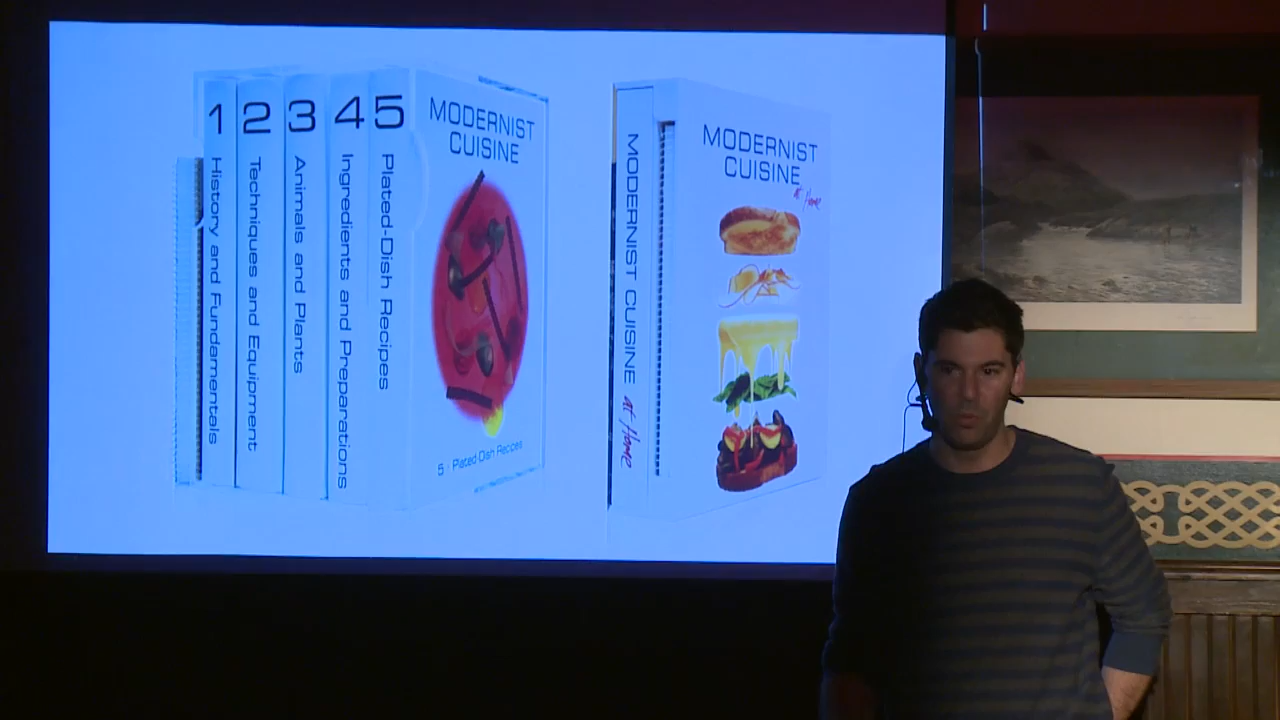 1 History and Fundamentals
2 Techniques and Equipment
3 Animals and Plants
4 Ingredients and Preparations
5 Plated-Dish Recipes
MODERNIST
CUISINE
5 · Plated-Dish Recipes
MODERNIST CUISINE at Home
MODERNIST
CUISINE
at Home